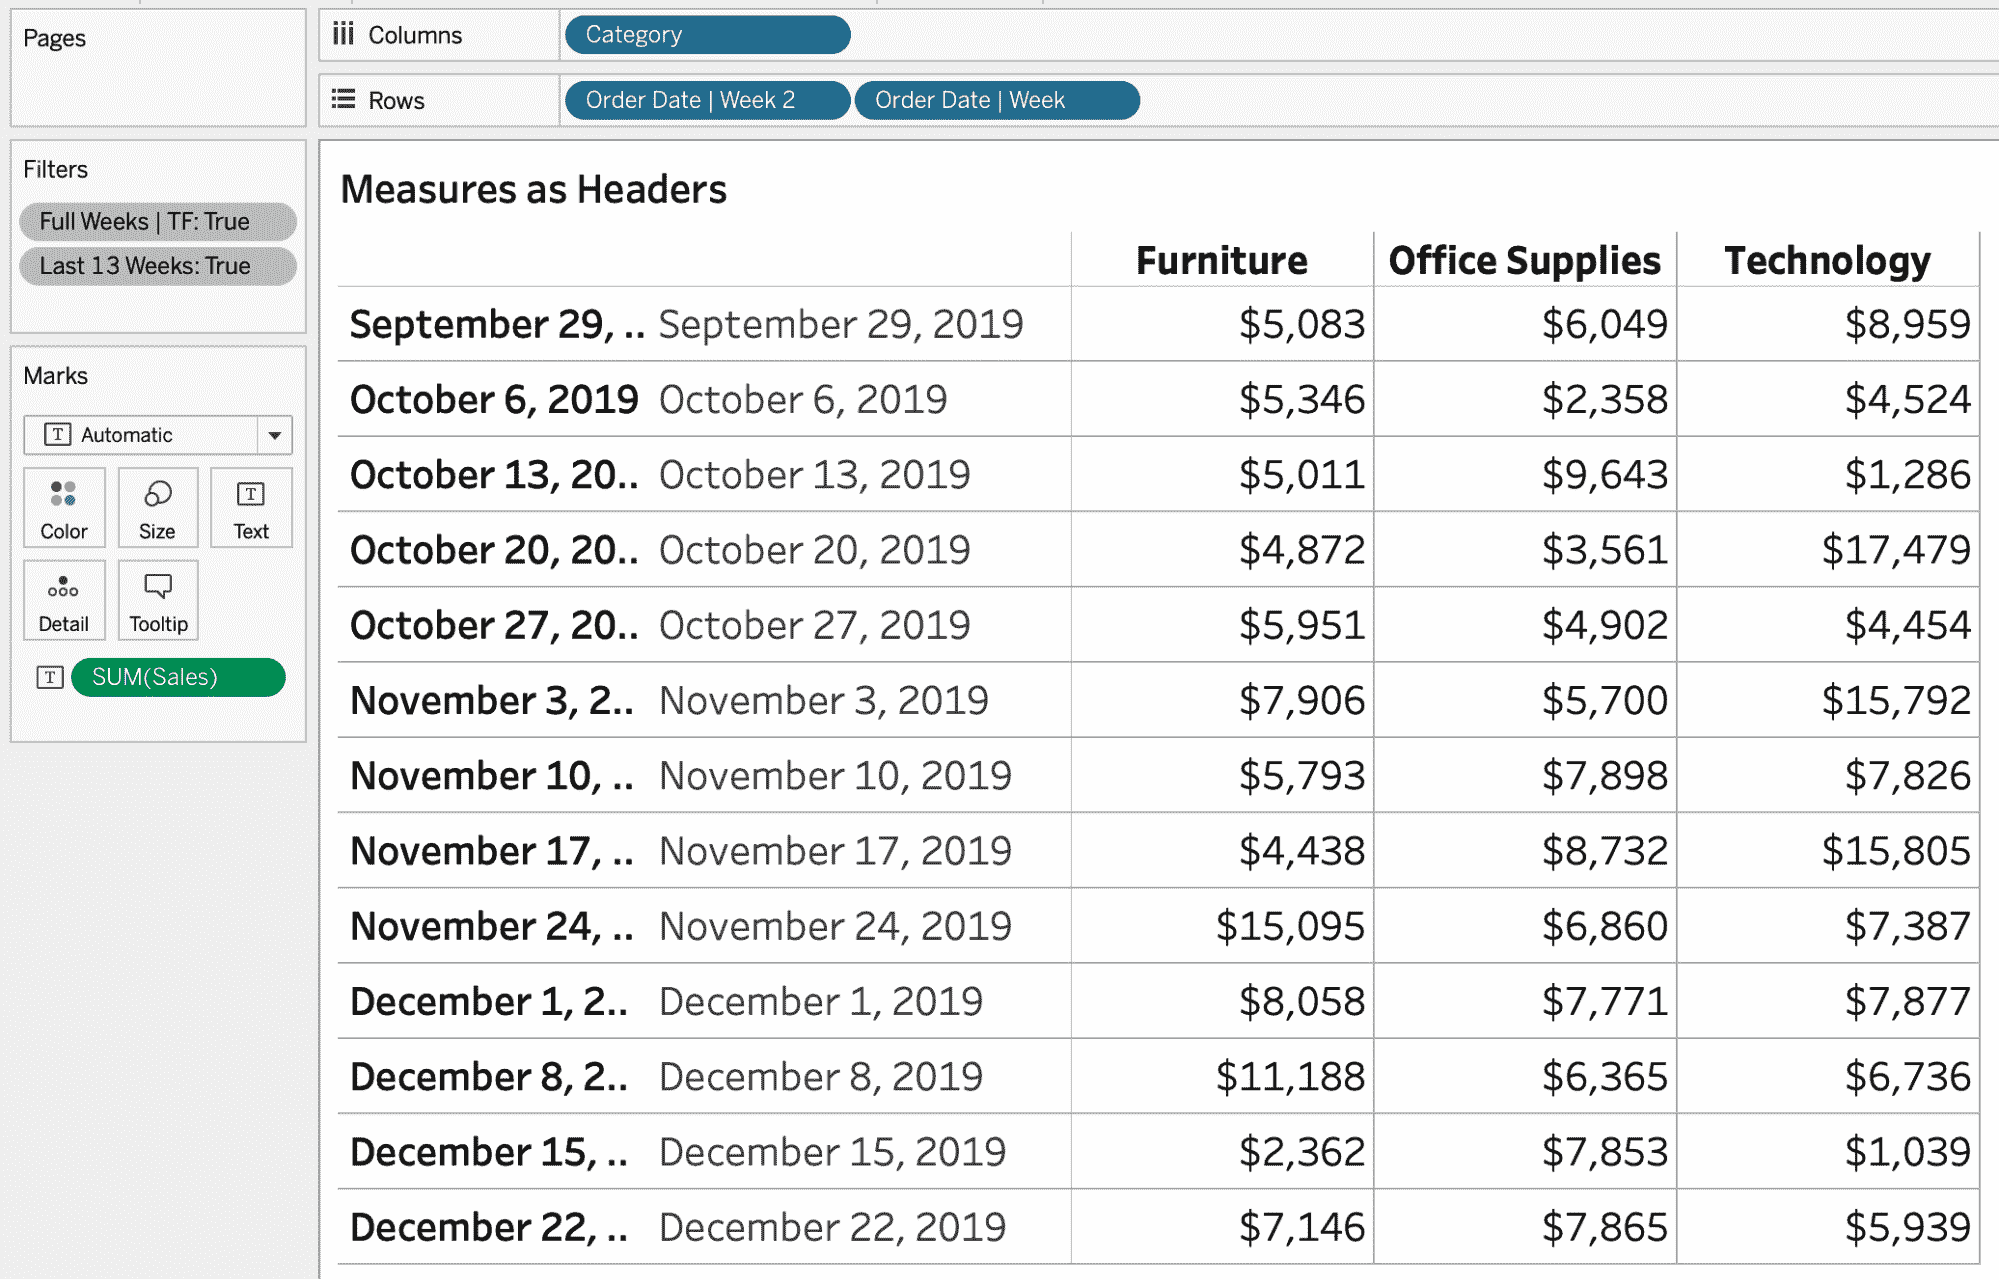 Pages
Columns
Category
Rows
Order Date | Week 2
Order Date | Week
Filters
Full Weeks | TF: True
Last 13 Weeks: True
Marks
T Automatic
Color
Size
T
Text
Detail
Tooltip
T SUM(Sales)
Measures as Headers
Furniture Office Supplies Technology
September 29, .. September 29, 2019 $5,083 $6,049 $8,959
October 6, 2019 October 6, 2019 $5,346 $2,358 $4,524
October 13, 20.. October 13, 2019 $5,011 $9,643 $1,286
October 20, 20.. October 20, 2019 $4,872 $3,561 $17,479
October 27, 20.. October 27, 2019 $5,951 $4,902 $4,454
November 3, 2.. November 3, 2019 $7,906 $5,700 $15,792
November 10, .. November 10, 2019 $5,793 $7,898 $7,826
November 17, .. November 17, 2019 $4,438 $8,732 $15,805
November 24, .. November 24, 2019 $15,095 $6,860 $7,387
December 1, 2.. December 1, 2019 $8,058 $7,771 $7,877
December 8, 2.. December 8, 2019 $11,188 $6,365 $6,736
December 15, .. December 15, 2019 $2,362 $7,853 $1,039
December 22, .. December 22, 2019 $7,146 $7,865 $5,939